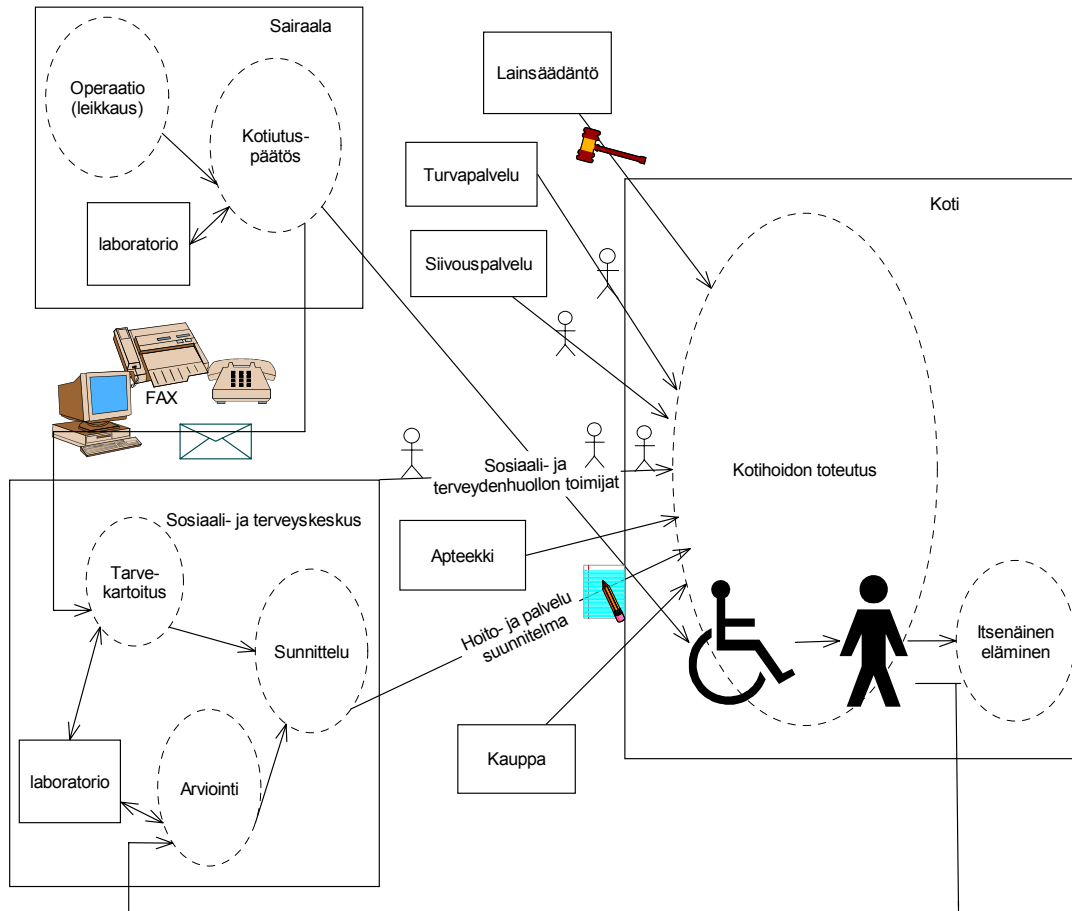 Sairaala
Operaatio
(leikkaus)
Kotiutus-
päätös
laboratorio
Lainsäädäntö
Turvapalvelu
Siivouspalvelu
Koti
FAX
Sosiaali- ja
terveydenhuollon toimijat
Kotihoidon toteutus
Sosiaali- ja terveyskeskus
Tarve-
kartoitus
Apteekki
Sunnittelu
Hoito- ja palvelu
suunnitelma
Itsenäinen
eläminen
laboratorio
Arviointi
Kauppa